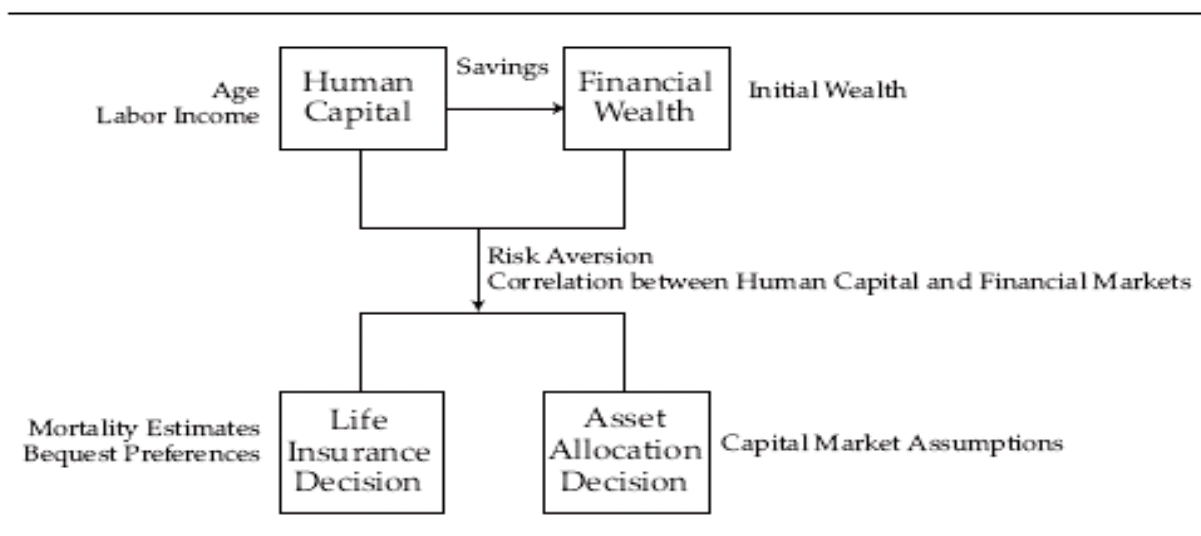 Age
Labor Income
Human
Capital
Savings
Financial
Wealth
Initial Wealth
Risk Aversion
Correlation between Human Capital and Financial Markets
Mortality Estimates
Bequest Preferences
Life
Insurance
Decision
Asset
Allocation
Decision
Capital Market Assumptions